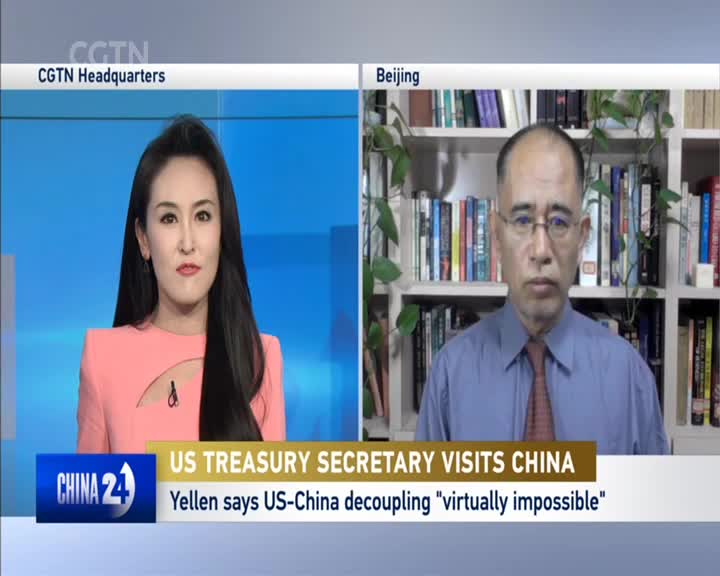 CGTN
CGTN Headquarters
Beijing
US TREASURY SECRETARY VISITS CHINA
CHINA 24
Yellen says US-China decoupling "virtually impossible"